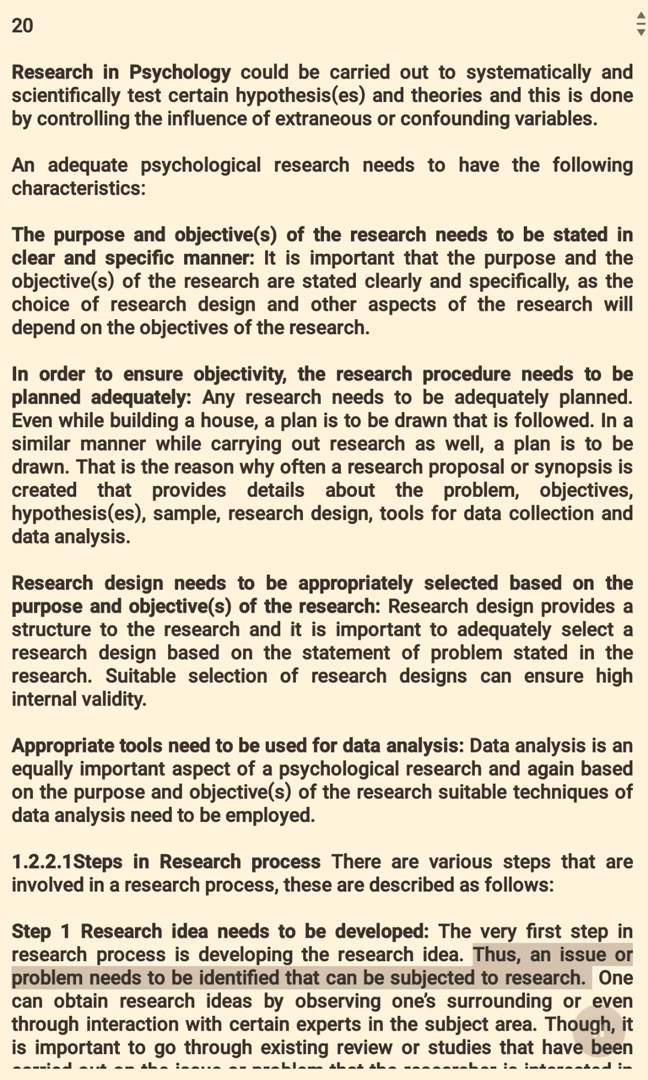 20
Research in Psychology could be carried out to systematically and
scientifically test certain hypothesis(es) and theories and this is done
by controlling the influence of extraneous or confounding variables.
An adequate psychological research needs to have the following
characteristics:
The purpose and objective(s) of the research needs to be stated in
clear and specific manner: It is important that the purpose and the
objective(s) of the research are stated clearly and specifically, as the
choice of research design and other aspects of the research will
depend on the objectives of the research.
In order to ensure objectivity, the research procedure needs to be
planned adequately: Any research needs to be adequately planned.
Even while building a house, a plan is to be drawn that is followed. In a
similar manner while carrying out research as well, a plan is to be
drawn. That is the reason why often a research proposal or synopsis is
created that provides details about the problem, objectives,
hypothesis(es), sample, research design, tools for data collection and
data analysis.
Research design needs to be appropriately selected based on the
purpose and objective(s) of the research: Research design provides a
structure to the research and it is important to adequately select a
research design based on the statement of problem stated in the
research. Suitable selection of research designs can ensure high
internal validity.
Appropriate tools need to be used for data analysis: Data analysis is an
equally important aspect of a psychological research and again based
on the purpose and objective(s) of the research suitable techniques of
data analysis need to be employed.
1.2.2.1Steps in Research process There are various steps that are
involved in a research process, these are described as follows:
Step 1 Research idea needs to be developed: The very first step in
research process is developing the research idea. Thus, an issue or
problem needs to be identified that can be subjected to research. One
can obtain research ideas by observing one's surrounding or even
through interaction with certain experts in the subject area. Though, it
is important to go through existing review or studies that have been
carried out on the issue or problem that the researcher is interested in